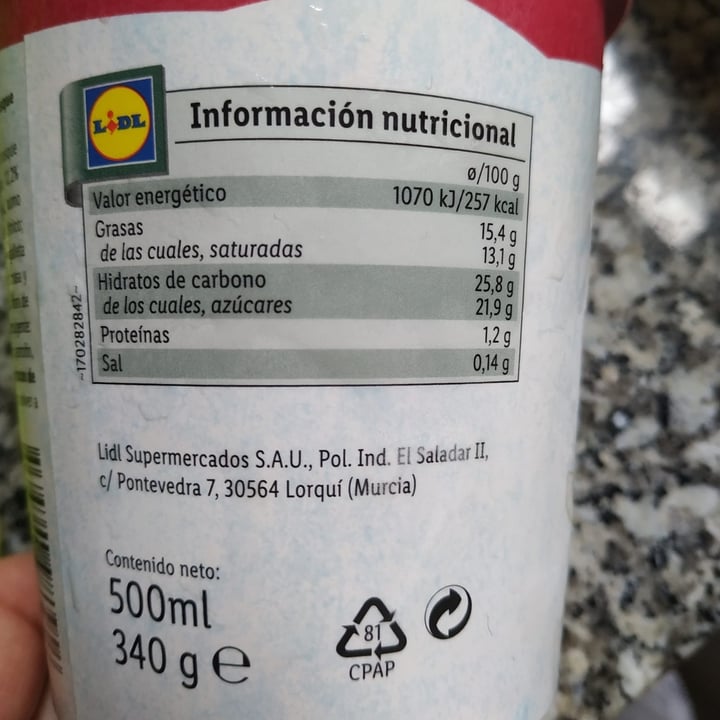 LIDL
Información nutricional
ø/100 g
Valor energético 1070 kJ/257 kcal
Grasas 15,4 g
de las cuales, saturadas 13,1 g
Hidratos de carbono 25,8 g
de los cuales, azúcares 21,9 g
Proteínas 1,2 g
Sal 0,14 g
~170282842~
Lidl Supermercados S.A.U., Pol. Ind. El Saladar II,
c/ Pontevedra 7, 30564 Lorquí (Murcia)
Contenido neto:
500ml
340 g e
81
CPAP